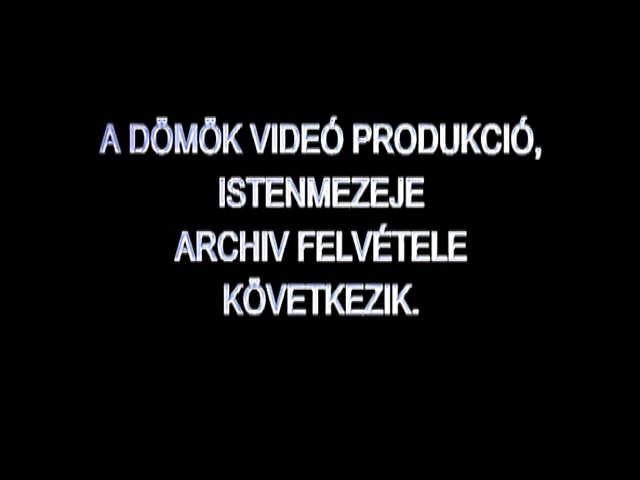 A DÖMÖK VIDEÓ PRODUKCIÓ,
ISTENMEZEJE
ARCHIV FELVÉTELE
KÖVETKEZIK.